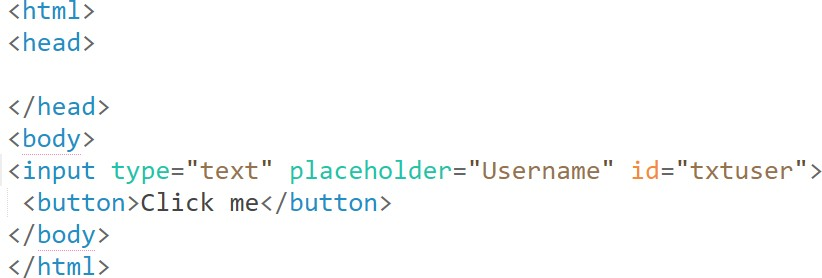 <html>
<head>
</head>
<body>
<input type="text" placeholder="Username" id="txtuser">
<button>Click me</button>
</body>
</html>